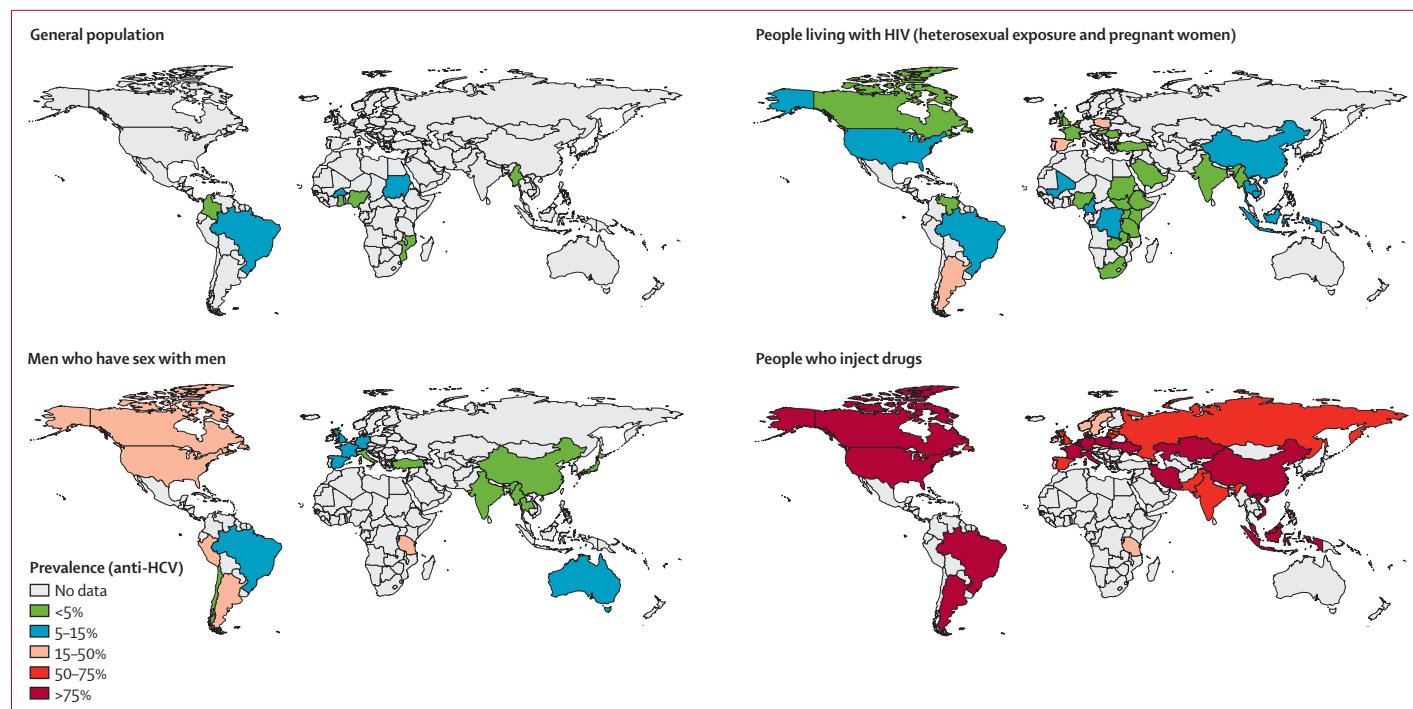 General population
People living with HIV (heterosexual exposure and pregnant women)
Men who have sex with men
People who inject drugs
Prevalence (anti-HCV)
No data
<5%
5–15%
15–50%
50–75%
>75%